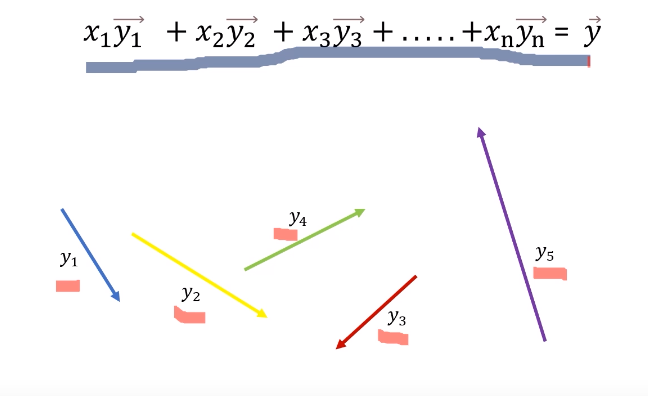 x₁y₁⃗ + x₂y₂⃗ + x₃y₃⃗ + ..... +xₙyₙ⃗ = y⃗
y₄
y₁
y₅
y₂
y₃